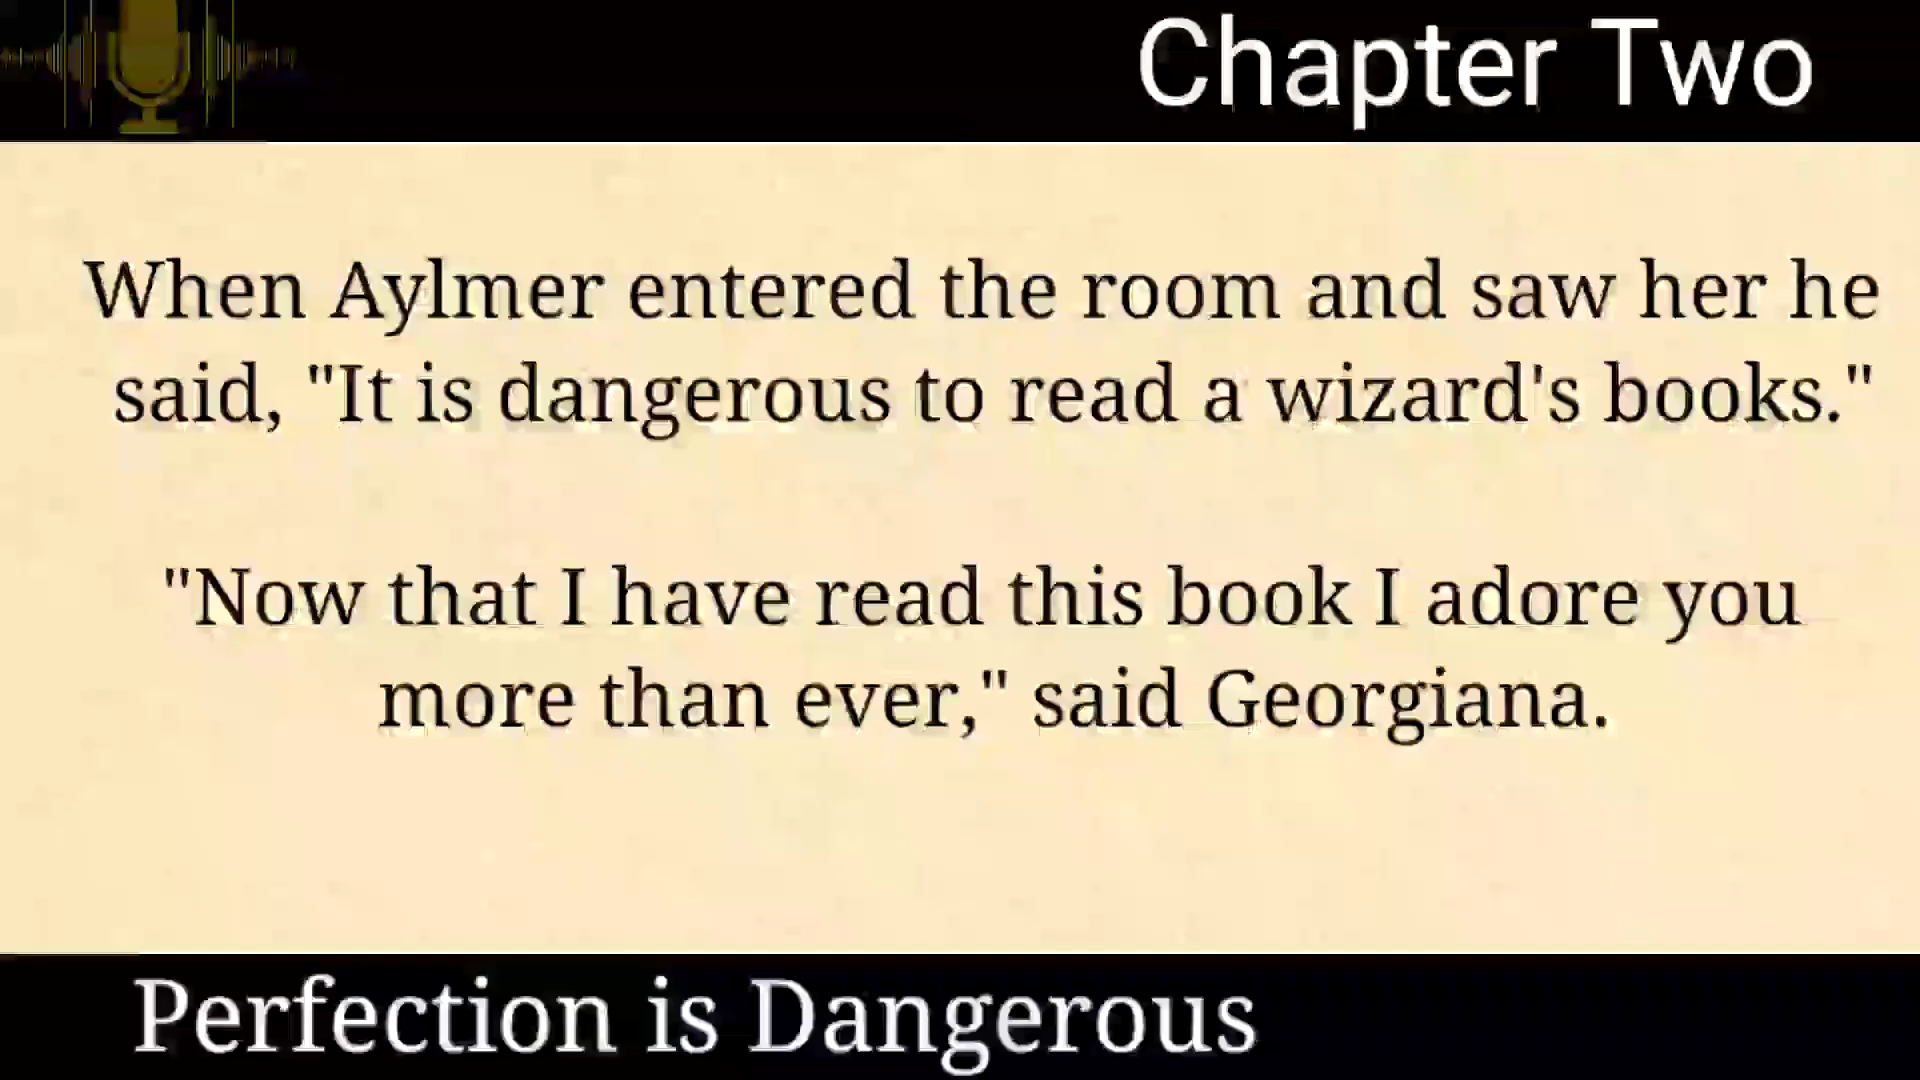 Chapter Two
When Aylmer entered the room and saw her he
said, "It is dangerous to read a wizard's books."
"Now that I have read this book I adore you
more than ever," said Georgiana.
Perfection is Dangerous